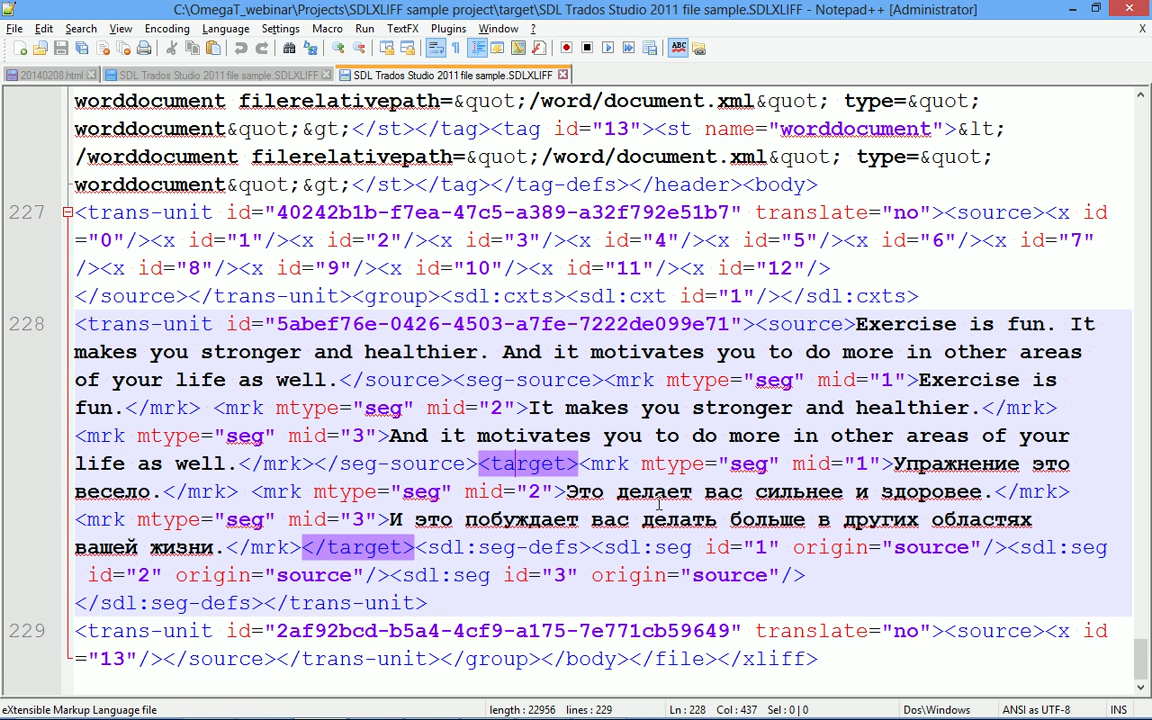 C:\OmegaT_webinar\Projects\SDLXLIFF sample project\target\SDL Trados Studio 2011 file sample.SDLXLIFF - Notepad++ [Administrator]
File Edit Search View Encoding Language Settings Macro Run TextFX Plugins Window ? X
20140208.html SDL Trados Studio 2011 file sample.SDLXLIFF SDL Trados Studio 2011 file sample.SDLXLIFF
worddocument filerelativepath=&quot;/word/document.xml&quot; type=&quot;
worddocument&quot;&gt;</st></tag><tag id="13"><st name="worddocument">&lt;
/worddocument filerelativepath=&quot;/word/document.xml&quot; type=&quot;
worddocument&quot;&gt;</st></tag></tag-defs></header><body>
227 <trans-unit id="40242b1b-f7ea-47c5-a389-a32f792e51b7" translate="no"><source><x id
="0"/><x id="1"/><x id="2"/><x id="3"/><x id="4"/><x id="5"/><x id="6"/><x id="7"
/><x id="8"/><x id="9"/><x id="10"/><x id="11"/><x id="12"/>
</source></trans-unit><group><sdl:cxts><sdl:cxt id="1"/></sdl:cxts>
228 <trans-unit id="5abef76e-0426-4503-a7fe-7222de099e71"><source>Exercise is fun. It
makes you stronger and healthier. And it motivates you to do more in other areas
of your life as well.</source><seg-source><mrk mtype="seg" mid="1">Exercise is
fun.</mrk> <mrk mtype="seg" mid="2">It makes you stronger and healthier.</mrk>
<mrk mtype="seg" mid="3">And it motivates you to do more in other areas of your
life as well.</mrk></seg-source><target><mrk mtype="seg" mid="1">Упражнение это
весело.</mrk> <mrk mtype="seg" mid="2">Это делает вас сильнее и здоровее.</mrk>
<mrk mtype="seg" mid="3">И это побуждает вас делать больше в других областях
вашей жизни.</mrk></target><sdl:seg-defs><sdl:seg id="1" origin="source"/><sdl:seg
id="2" origin="source"/><sdl:seg id="3" origin="source"/>
</sdl:seg-defs></trans-unit>
229 <trans-unit id="2af92bcd-b5a4-4cf9-a175-7e771cb59649" translate="no"><source><x id
="13"/></source></trans-unit></group></body></file></xliff>
eXtensible Markup Language file length : 22956 lines : 229 Ln : 228 Col : 437 Sel : 0 | 0 Dos\Windows ANSI as UTF-8 INS